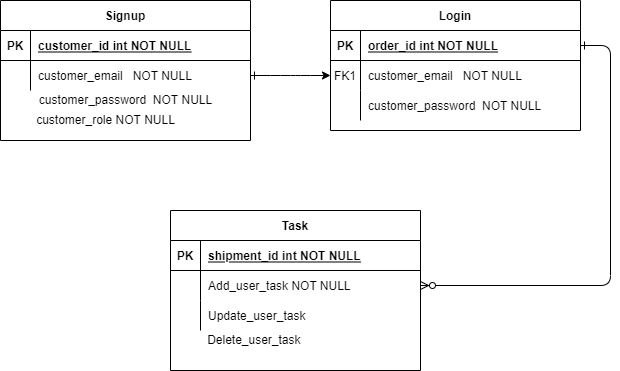 Signup
PK customer_id int NOT NULL
customer_email NOT NULL
customer_password NOT NULL
customer_role NOT NULL
Login
PK order_id int NOT NULL
FK1 customer_email NOT NULL
customer_password NOT NULL
Task
PK shipment_id int NOT NULL
Add_user_task NOT NULL
Update_user_task
Delete_user_task